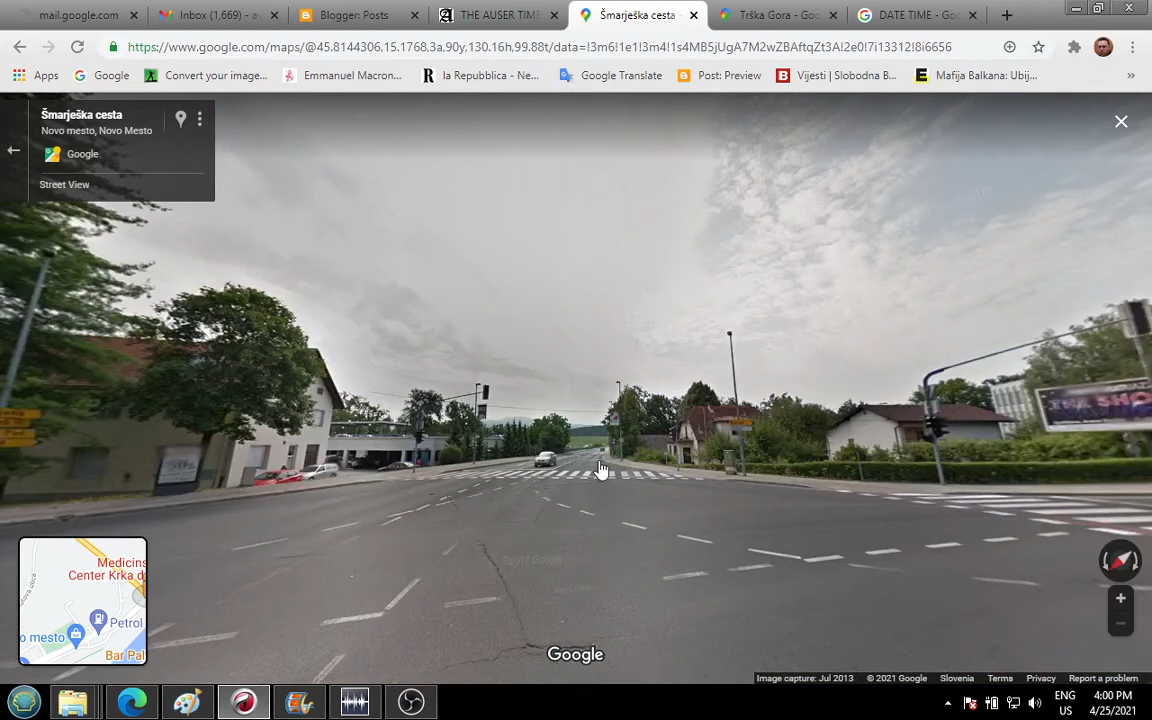 mail.google.com
Inbox (1,669) - a
Blogger: Posts
THE AUSER TIME
Šmarješka cesta
Trška Gora - Goo
DATE TIME - Goo
https://www.google.com/maps/@45.8144306,15.1768,3a,90y,130.16h,99.88t/data=!3m6!1e1!3m4!1s4MB5jUgA7M2wZBAftqZt3A!2e0!7i13312!8i6656
Apps
Google
Convert your image...
Emmanuel Macron...
la Repubblica - Ne...
Google Translate
Post: Preview
Vijesti | Slobodna B...
Mafija Balkana: Ubij...
Šmarješka cesta
Novo mesto, Novo Mesto
Google
Street View
Medicins
Center Krka d
Petrol
o mesto
Bar Pal
Google
Image capture: Jul 2013
© 2021 Google
Slovenia
Terms
Privacy
Report a problem
ENG
US
4:00 PM
4/25/2021